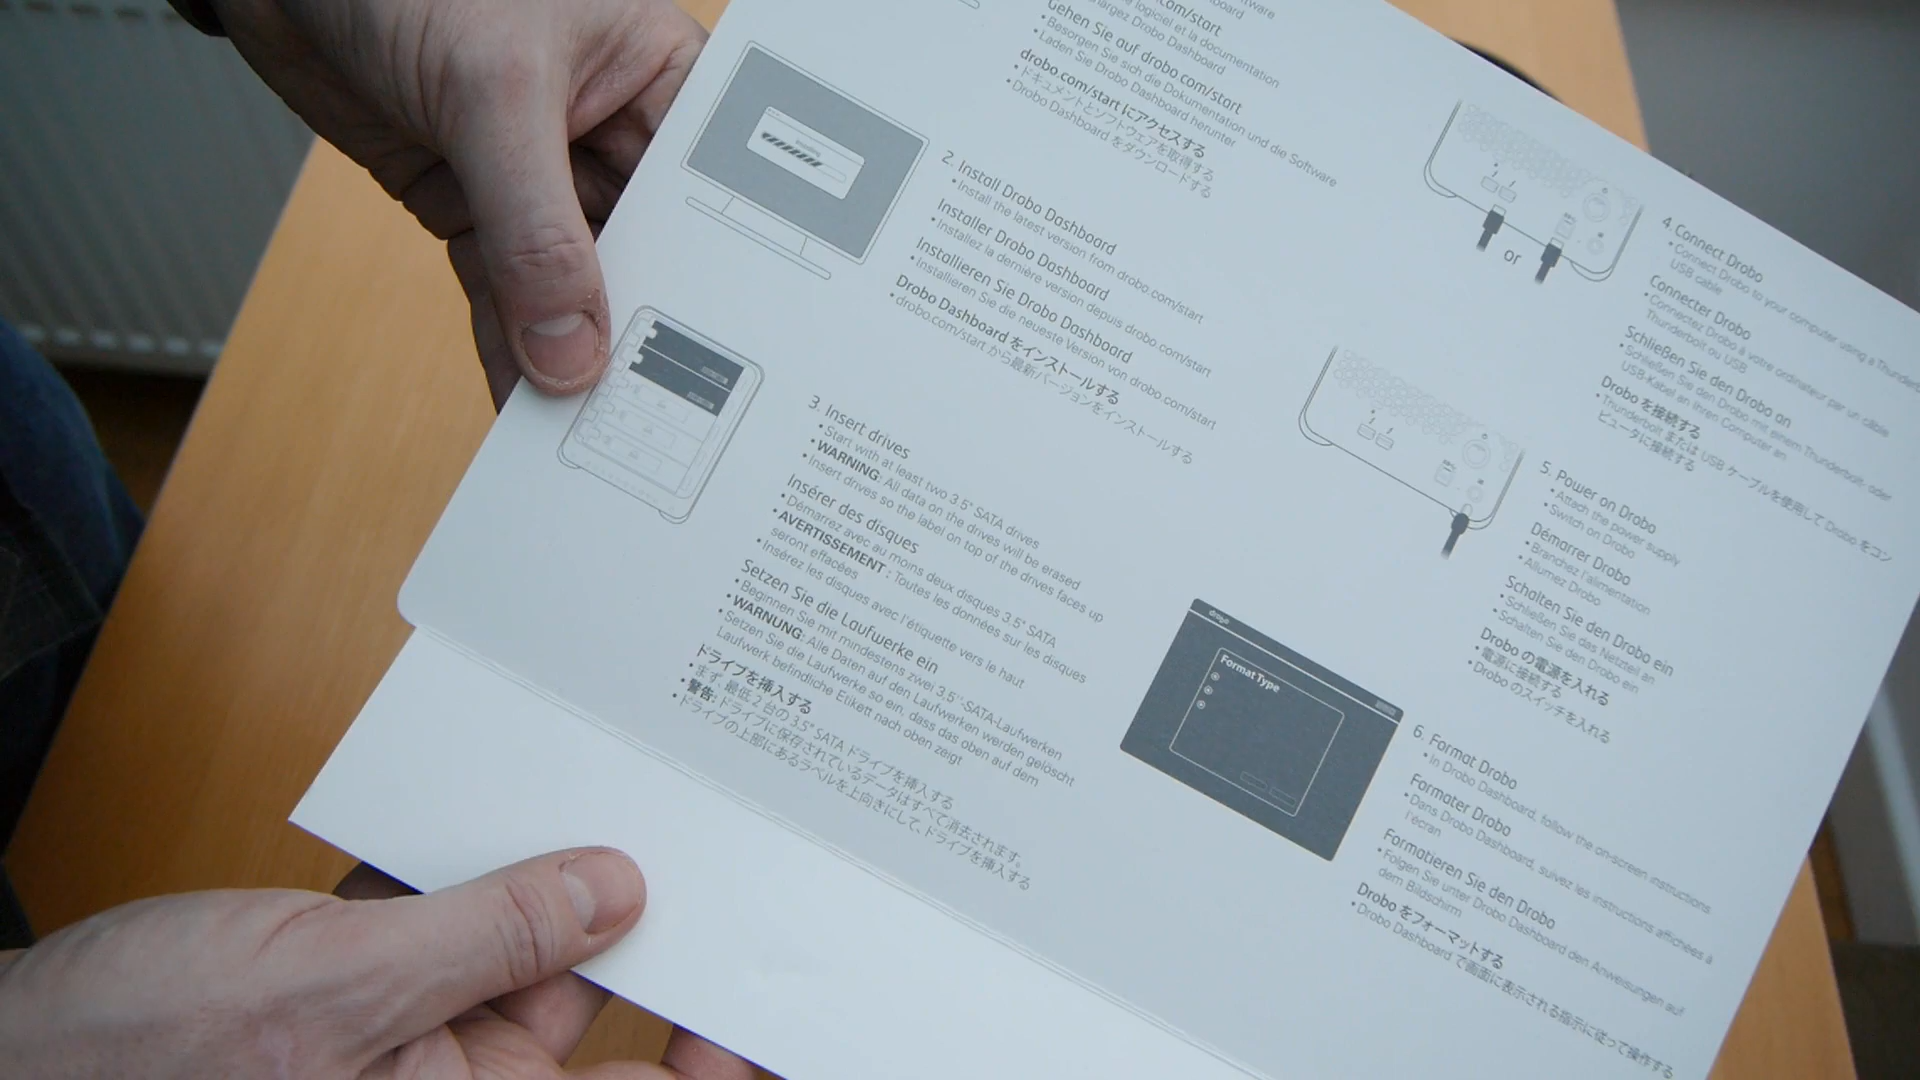 oftware
hboard
com/start
le logiciel et la documentation
hargez Drobo Dashboard
Gehen Sie auf drobo.com/start
• Besorgen Sie sich die Dokumentation und die Software
• Laden Sie Drobo Dashboard herunter
drobo.com/start にアクセスする
• ドキュメントとソフトウェアを取得する
• Drobo Dashboard をダウンロードする
2. Install Drobo Dashboard
• Install the latest version from drobo.com/start
Installer Drobo Dashboard
• Installez la dernière version depuis drobo.com/start
Installieren Sie Drobo Dashboard
• Installieren Sie die neueste Version von drobo.com/start
Drobo Dashboard をインストールする
• drobo.com/start から最新バージョンをインストールする
3. Insert drives
• Start with at least two 3.5" SATA drives
• WARNING: All data on the drives will be erased
• Insert drives so the label on top of the drives faces up
Insérer des disques
• Démarrez avec au moins deux disques 3.5" SATA
• AVERTISSEMENT : Toutes les données sur les disques
seront effacées
• Insérez les disques avec l'étiquette vers le haut
Setzen Sie die Laufwerke ein
• Beginnen Sie mit mindestens zwei 3.5''-SATA-Laufwerken
• WARNUNG: Alle Daten auf den Laufwerken werden gelöscht
• Setzen Sie die Laufwerke so ein, dass das oben auf dem
Laufwerk befindliche Etikett nach oben zeigt
ドライブを挿入する
• まず、最低 2 台の 3.5" SATA ドライブを挿入する
• 警告: ドライブに保存されているデータはすべて消去されます。
• ドライブの上部にあるラベルを上向きにして、ドライブを挿入する
or
4. Connect Drobo
• Connect Drobo to your computer using a Thunderb
USB cable
Connecter Drobo
• Connectez Drobo à votre ordinateur par un câble
Thunderbolt ou USB
Schließen Sie den Drobo an
• Schließen Sie den Drobo mit einem Thunderbolt- oder
USB-Kabel an Ihren Computer an
Drobo を接続する
• Thunderbolt または USB ケーブルを使用して Drobo をコン
ピュータに接続する
5. Power on Drobo
• Attach the power supply
• Switch on Drobo
Démarrer Drobo
• Branchez l'alimentation
• Allumez Drobo
Schalten Sie den Drobo ein
• Schließen Sie das Netzteil an
• Schalten Sie den Drobo ein
Drobo の電源を入れる
• 電源に接続する
• Drobo のスイッチを入れる
drobo
Format Type
6. Format Drobo
• In Drobo Dashboard, follow the on-screen instructions
Formater Drobo
• Dans Drobo Dashboard, suivez les instructions affichées à
l'écran
Formatieren Sie den Drobo
• Folgen Sie unter Drobo Dashboard den Anweisungen auf
dem Bildschirm
Drobo をフォーマットする
• Drobo Dashboard で画面に表示される指示に従って操作する